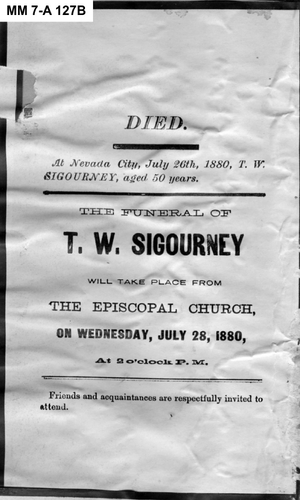 MM 7-A 127B
DIED.
At Nevada City, July 26th, 1880, T. W.
SIGOURNEY, aged 50 years.
THE FUNERAL OF
T. W. SIGOURNEY
WILL TAKE PLACE FROM
THE EPISCOPAL CHURCH,
ON WEDNESDAY, JULY 28, 1880,
At 2 o'clock P. M.
Friends and acquaintances are respectfully invited to
attend.